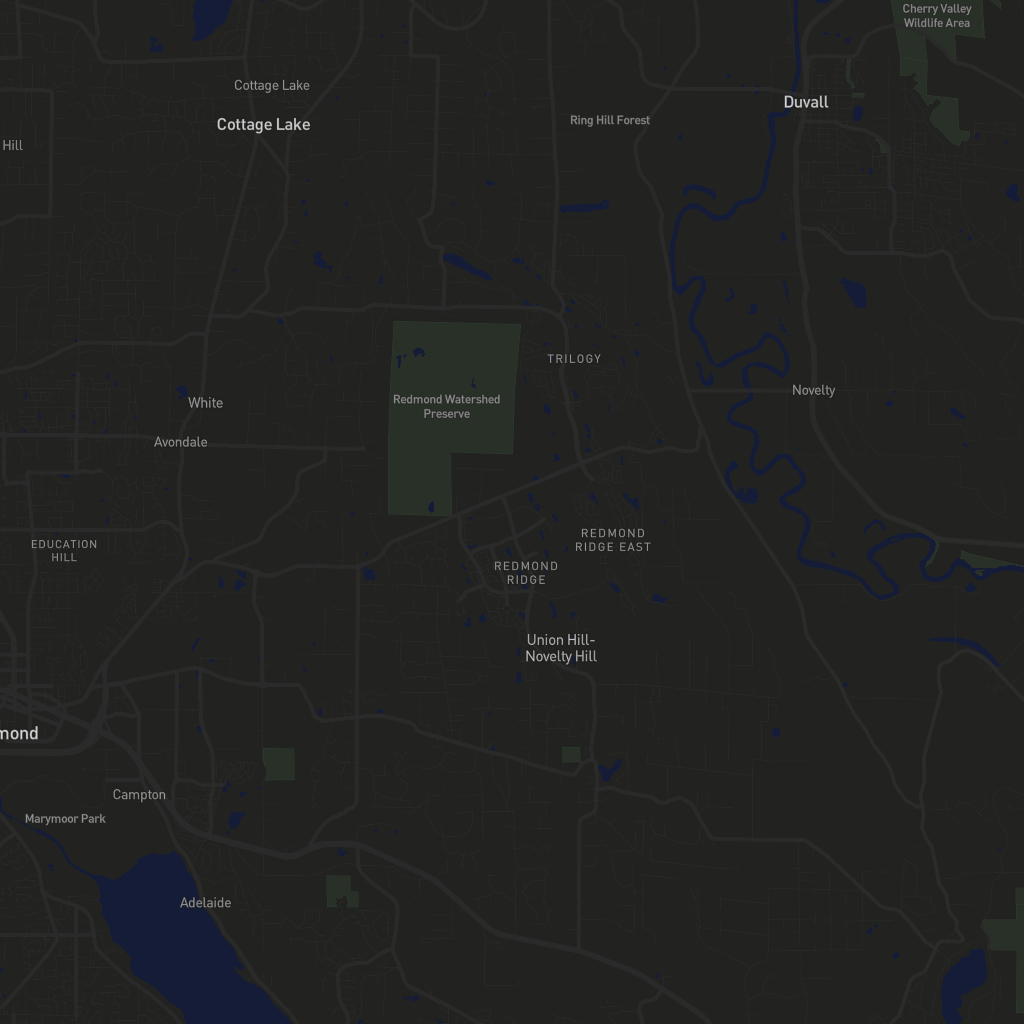 Cherry Valley
Wildlife Area
Cottage Lake
Duvall
Cottage Lake
Ring Hill Forest
Hill
TRILOGY
Novelty
Redmond Watershed
Preserve
White
Avondale
REDMOND
RIDGE EAST
EDUCATION
HILL
REDMOND
RIDGE
Union Hill-
Novelty Hill
mond
Campton
Marymoor Park
Adelaide